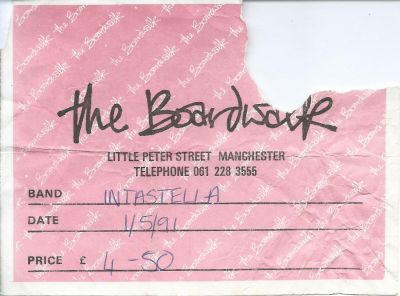 the Boardwalk
LITTLE PETER STREET MANCHESTER
TELEPHONE 061 228 3555
BAND INTASTELLA
DATE 1/5/91
PRICE £ 4-50